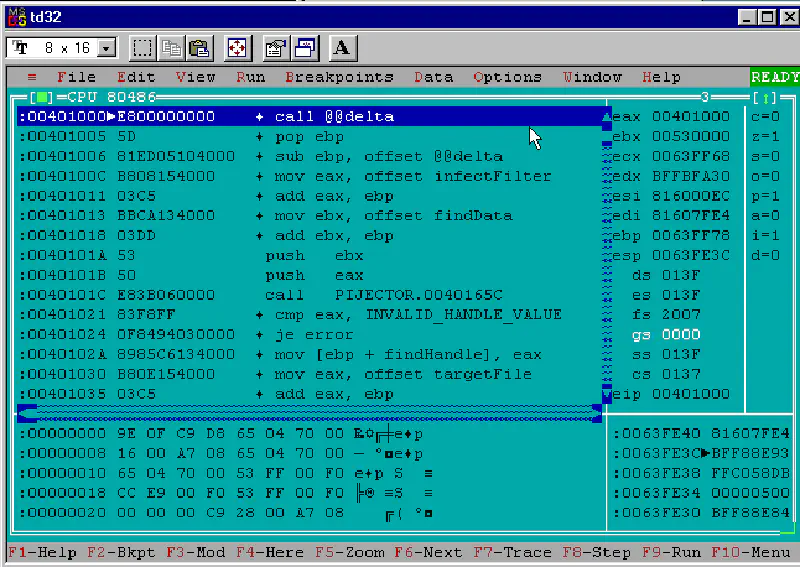 td32
8 x 16
≡ File Edit View Run Breakpoints Data Options Window Help READY
[■]=CPU 80486 3 [↕]
:00401000►E800000000 ♦ call @@delta
:00401005 5D ♦ pop ebp
:00401006 81ED05104000 ♦ sub ebp, offset @@delta
:0040100C B808154000 ♦ mov eax, offset infectFilter
:00401011 03C5 ♦ add eax, ebp
:00401013 BBCA134000 ♦ mov ebx, offset findData
:00401018 03DD ♦ add ebx, ebp
:0040101A 53 push ebx
:0040101B 50 push eax
:0040101C E83B060000 call PIJECTOR.0040165C
:00401021 83F8FF ♦ cmp eax, INVALID_HANDLE_VALUE
:00401024 0F8494030000 ♦ je error
:0040102A 8985C6134000 ♦ mov [ebp + findHandle], eax
:00401030 B80E154000 ♦ mov eax, offset targetFile
:00401035 03C5 ♦ add eax, ebp
eax 00401000 c=0
ebx 00530000 z=1
ecx 0063FF68 s=0
edx BFFBFA30 o=0
esi 816000EC p=1
edi 81607FE4 a=0
ebp 0063FF78 i=1
esp 0063FE3C d=0
ds 013F
es 013F
fs 2007
gs 0000
ss 013F
cs 0137
eip 00401000
:00000000 9E 0F C9 D8 65 04 70 00
:00000008 16 00 A7 08 65 04 70 00
:00000010 65 04 70 00 53 FF 00 F0
:00000018 CC E9 00 F0 53 FF 00 F0
:00000020 00 00 00 C9 28 00 A7 08
:0063FE40 81607FE4
:0063FE3C►BFF88E93
:0063FE38 FFC058DB
:0063FE34 00000500
:0063FE30 BFF88E84
F1-Help F2-Bkpt F3-Mod F4-Here F5-Zoom F6-Next F7-Trace F8-Step F9-Run F10-Menu